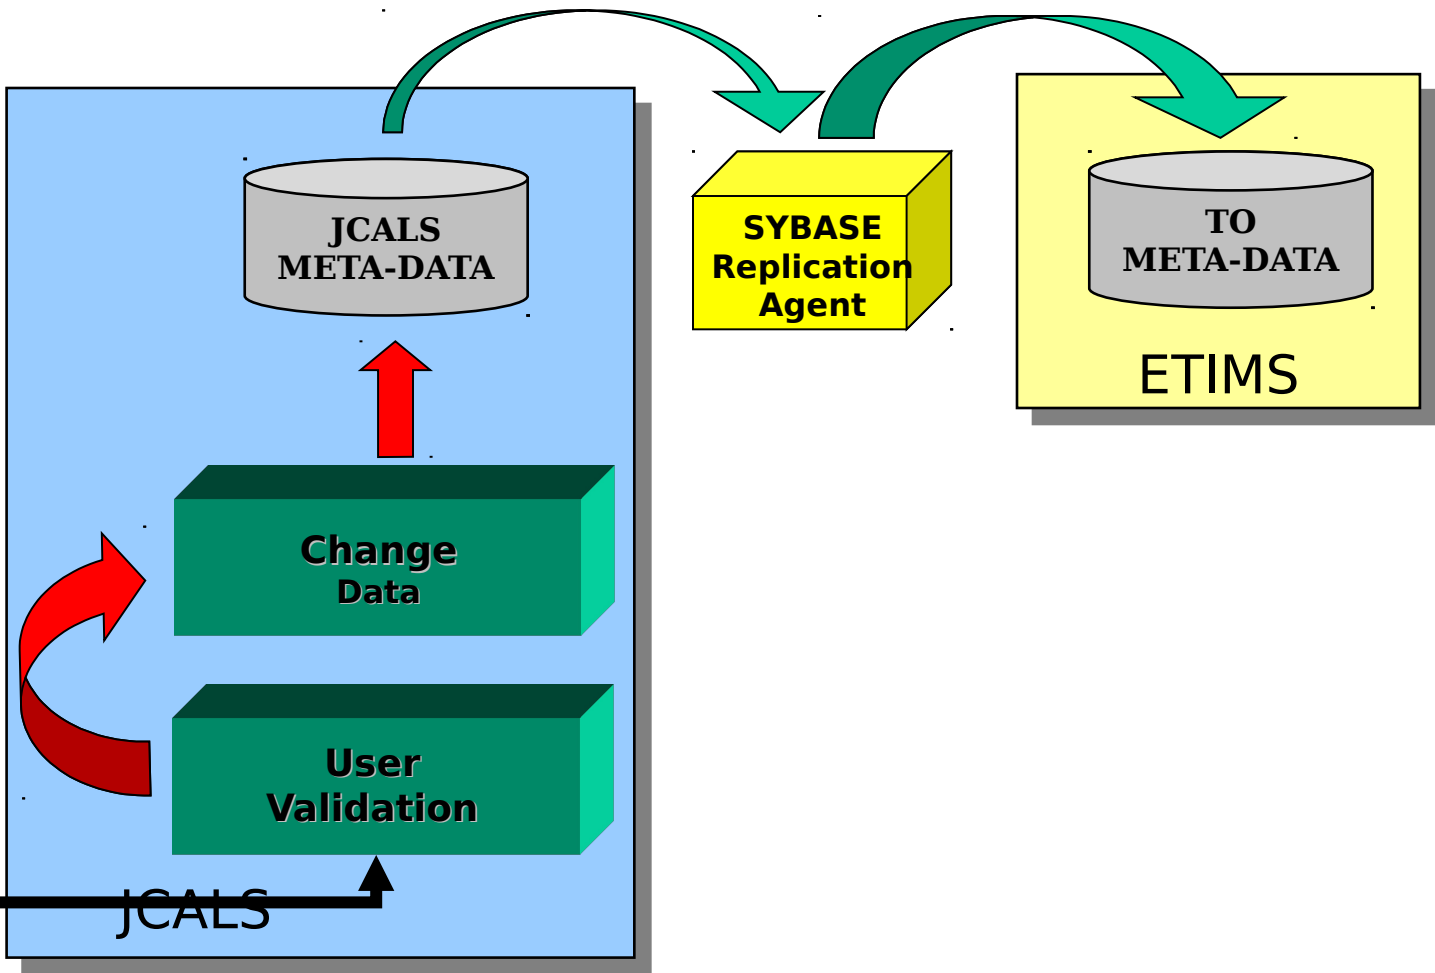 JCALS
META-DATA
SYBASE
Replication
Agent
TO
META-DATA
ETIMS
Change
Data
User
Validation
JCALS